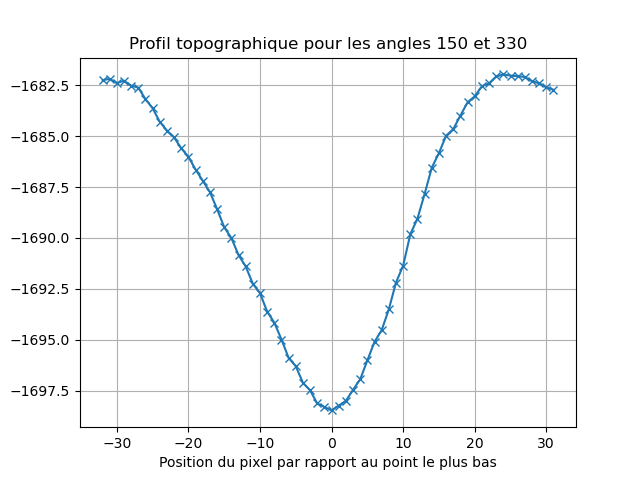 Profil topographique pour les angles 150 et 330
−1682.5
−1685.0
−1687.5
−1690.0
−1692.5
−1695.0
−1697.5
−30 −20 −10 0 10 20 30
Position du pixel par rapport au point le plus bas